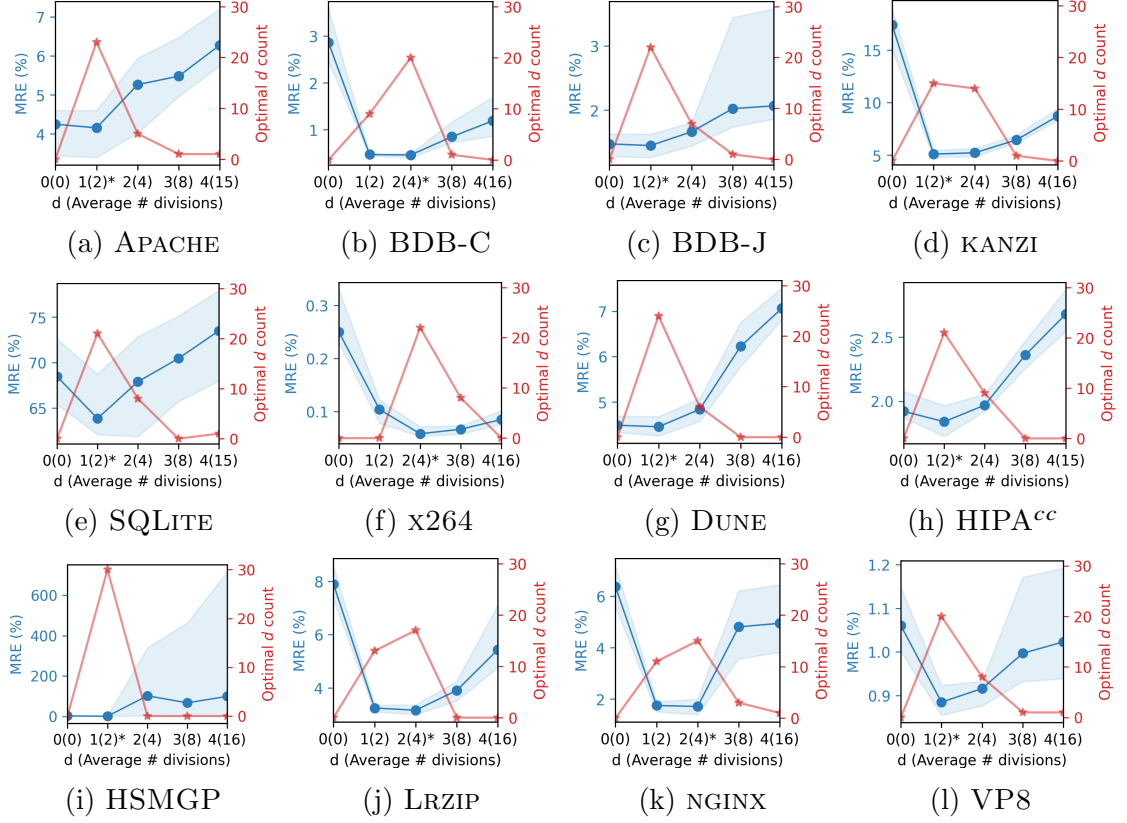 7
6
5
4
MRE (%)
30
20
10
0
Optimal d count
0(0) 1(2)* 2(4) 3(8) 4(15)
d (Average # divisions)
(a) APACHE
3
2
1
MRE (%)
30
20
10
0
Optimal d count
0(0) 1(2) 2(4)* 3(8) 4(16)
d (Average # divisions)
(b) BDB-C
3
2
MRE (%)
30
20
10
0
Optimal d count
0(0) 1(2)* 2(4) 3(8) 4(15)
d (Average # divisions)
(c) BDB-J
15
10
5
MRE (%)
30
20
10
0
Optimal d count
0(0) 1(2)* 2(4) 3(8) 4(16)
d (Average # divisions)
(d) KANZI
75
70
65
MRE (%)
30
20
10
0
Optimal d count
0(0) 1(2)* 2(4) 3(8) 4(15)
d (Average # divisions)
(e) SQLITE
0.3
0.2
0.1
MRE (%)
30
20
10
0
Optimal d count
0(0) 1(2) 2(4)* 3(8) 4(16)
d (Average # divisions)
(f) X264
7
6
5
MRE (%)
30
20
10
0
Optimal d count
0(0) 1(2)* 2(4) 3(8) 4(16)
d (Average # divisions)
(g) DUNE
2.5
2.0
MRE (%)
30
20
10
0
Optimal d count
0(0) 1(2)* 2(4) 3(8) 4(15)
d (Average # divisions)
(h) HIPAcc
600
400
200
0
MRE (%)
30
20
10
0
Optimal d count
0(0) 1(2)* 2(4) 3(8) 4(16)
d (Average # divisions)
(i) HSMGP
8
6
4
MRE (%)
30
20
10
0
Optimal d count
0(0) 1(2) 2(4)* 3(8) 4(16)
d (Average # divisions)
(j) LRZIP
6
4
2
MRE (%)
30
20
10
0
Optimal d count
0(0) 1(2) 2(4)* 3(8) 4(16)
d (Average # divisions)
(k) NGINX
1.2
1.1
1.0
0.9
MRE (%)
30
20
10
0
Optimal d count
0(0) 1(2)* 2(4) 3(8) 4(16)
d (Average # divisions)
(l) VP8